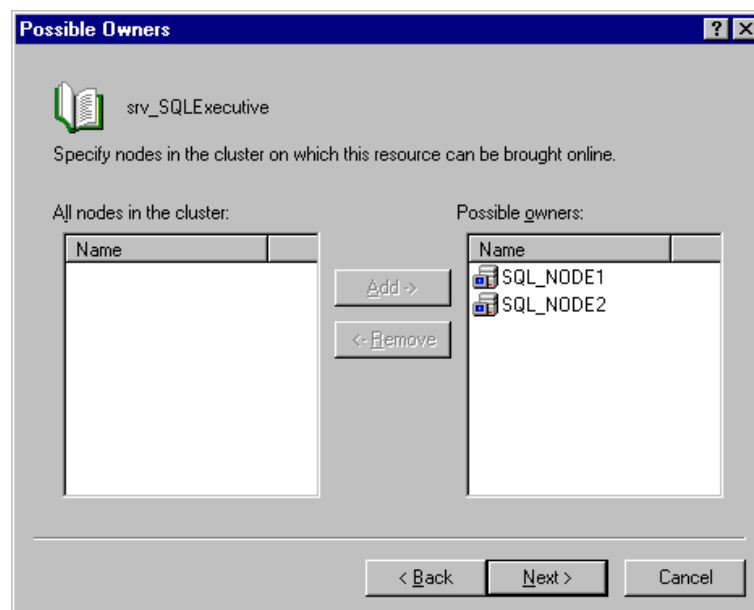 Possible Owners
srv_SQLExecutive
Specify nodes in the cluster on which this resource can be brought online.
All nodes in the cluster:
Possible owners:
Name
Name
Add ->
SQL_NODE1
SQL_NODE2
<- Remove
< Back
Next >
Cancel